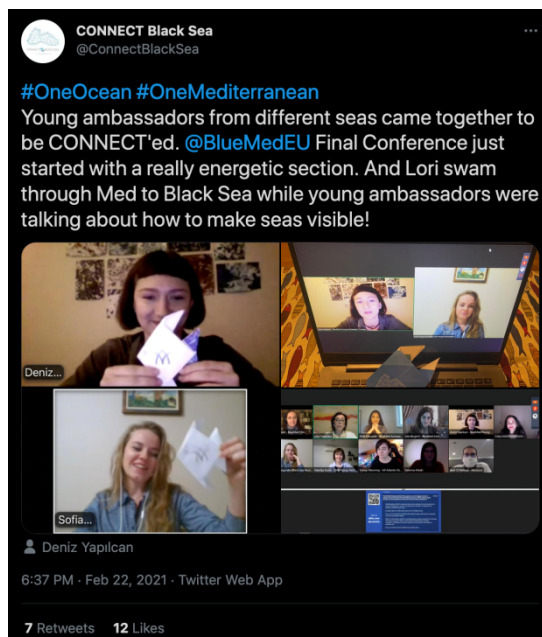 CONNECT Black Sea
@ConnectBlackSea
#OneOcean #OneMediterranean
Young ambassadors from different seas came together to
be CONNECT'ed. @BlueMedEU Final Conference just
started with a really energetic section. And Lori swam
through Med to Black Sea while young ambassadors were
talking about how to make seas visible!
Deniz...
Sofia...
Deniz Yapılcan
6:37 PM · Feb 22, 2021 · Twitter Web App
7 Retweets 12 Likes